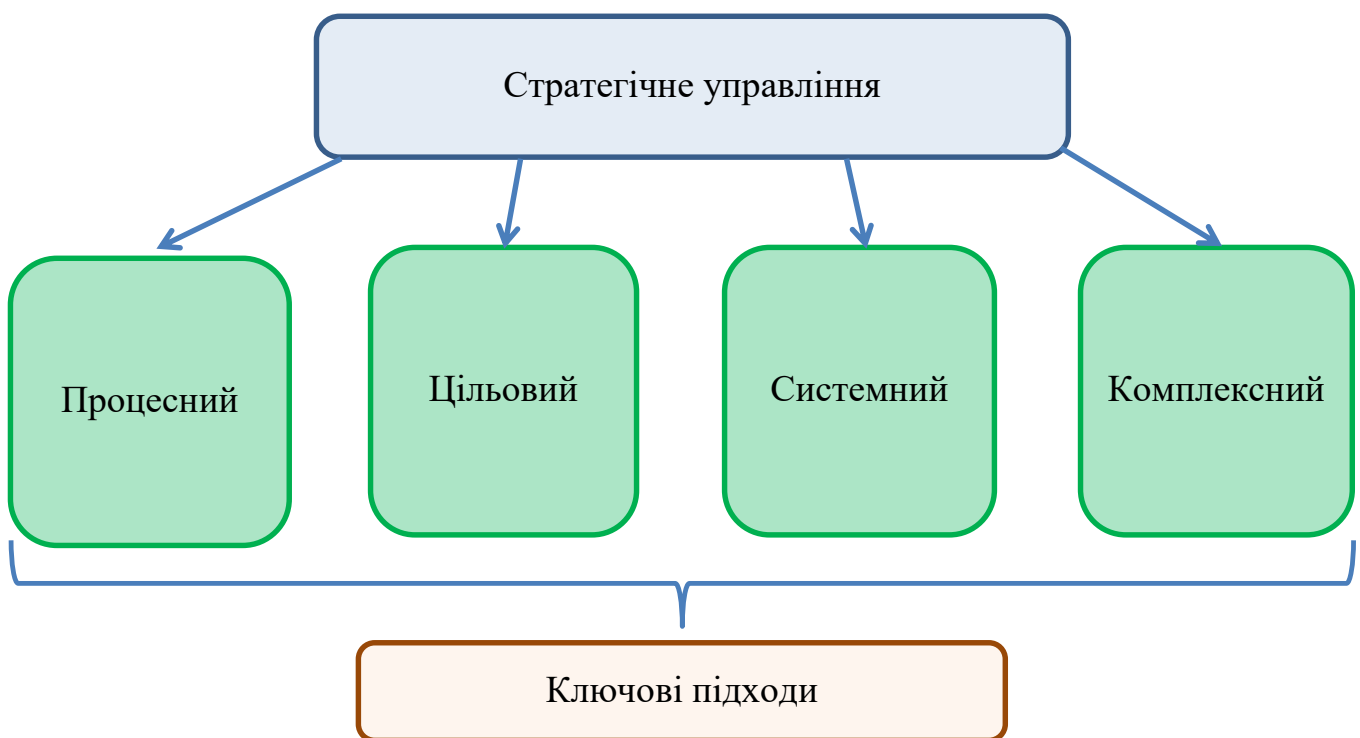 Стратегічне управління
Процесний
Цільовий
Системний
Комплексний
Ключові підходи